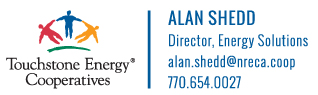 Touchstone Energy®
Cooperatives
ALAN SHEDD
Director, Energy Solutions
alan.shedd@nreca.coop
770.654.0027